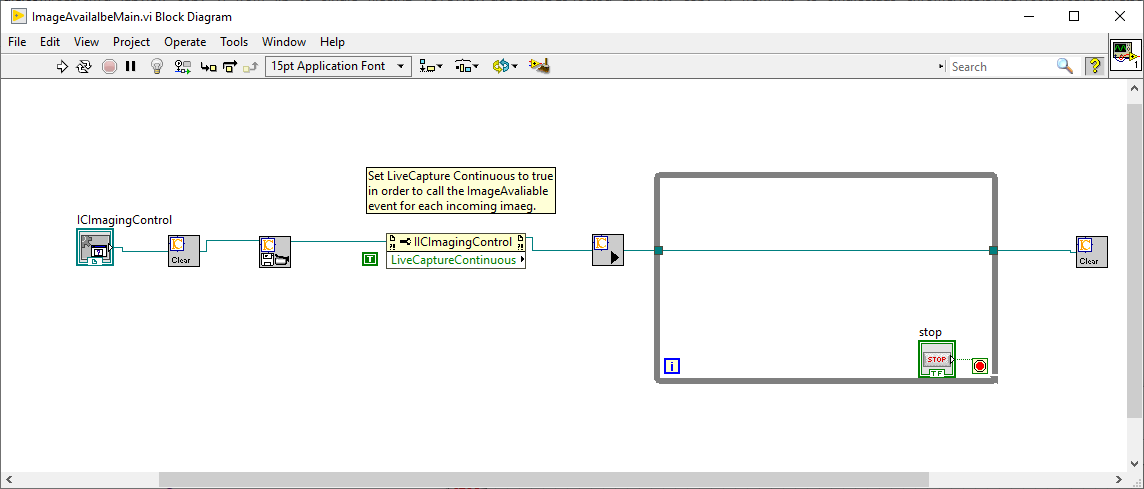 ImageAvailalbeMain.vi Block Diagram
File Edit View Project Operate Tools Window Help
15pt Application Font
Search
?
1
Set LiveCapture Continuous to true
in order to call the ImageAvaliable
event for each incoming imaeg.
ICImagingControl
Clear
IICImagingControl
T
LiveCaptureContinuous
Clear
stop
STOP
TF
i